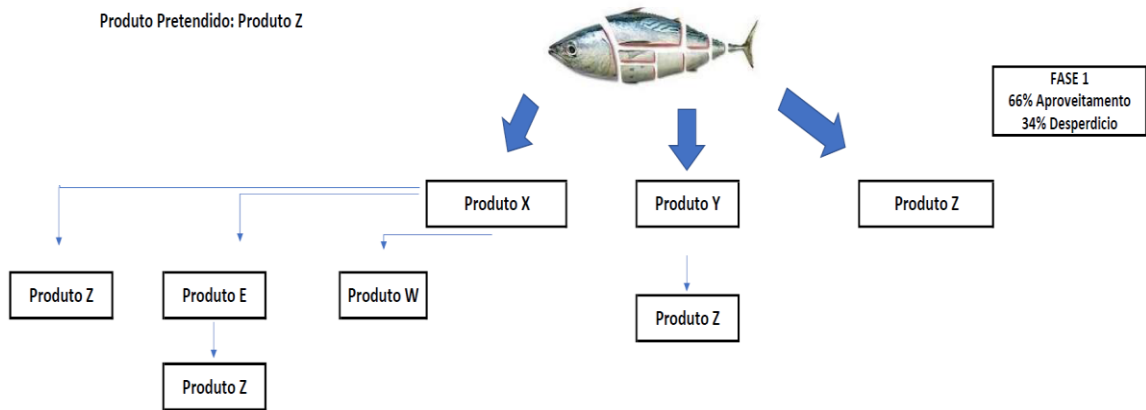 Produto Pretendido: Produto Z
FASE 1
66% Aproveitamento
34% Desperdicio
Produto X
Produto Y
Produto Z
Produto Z
Produto E
Produto W
Produto Z
Produto Z